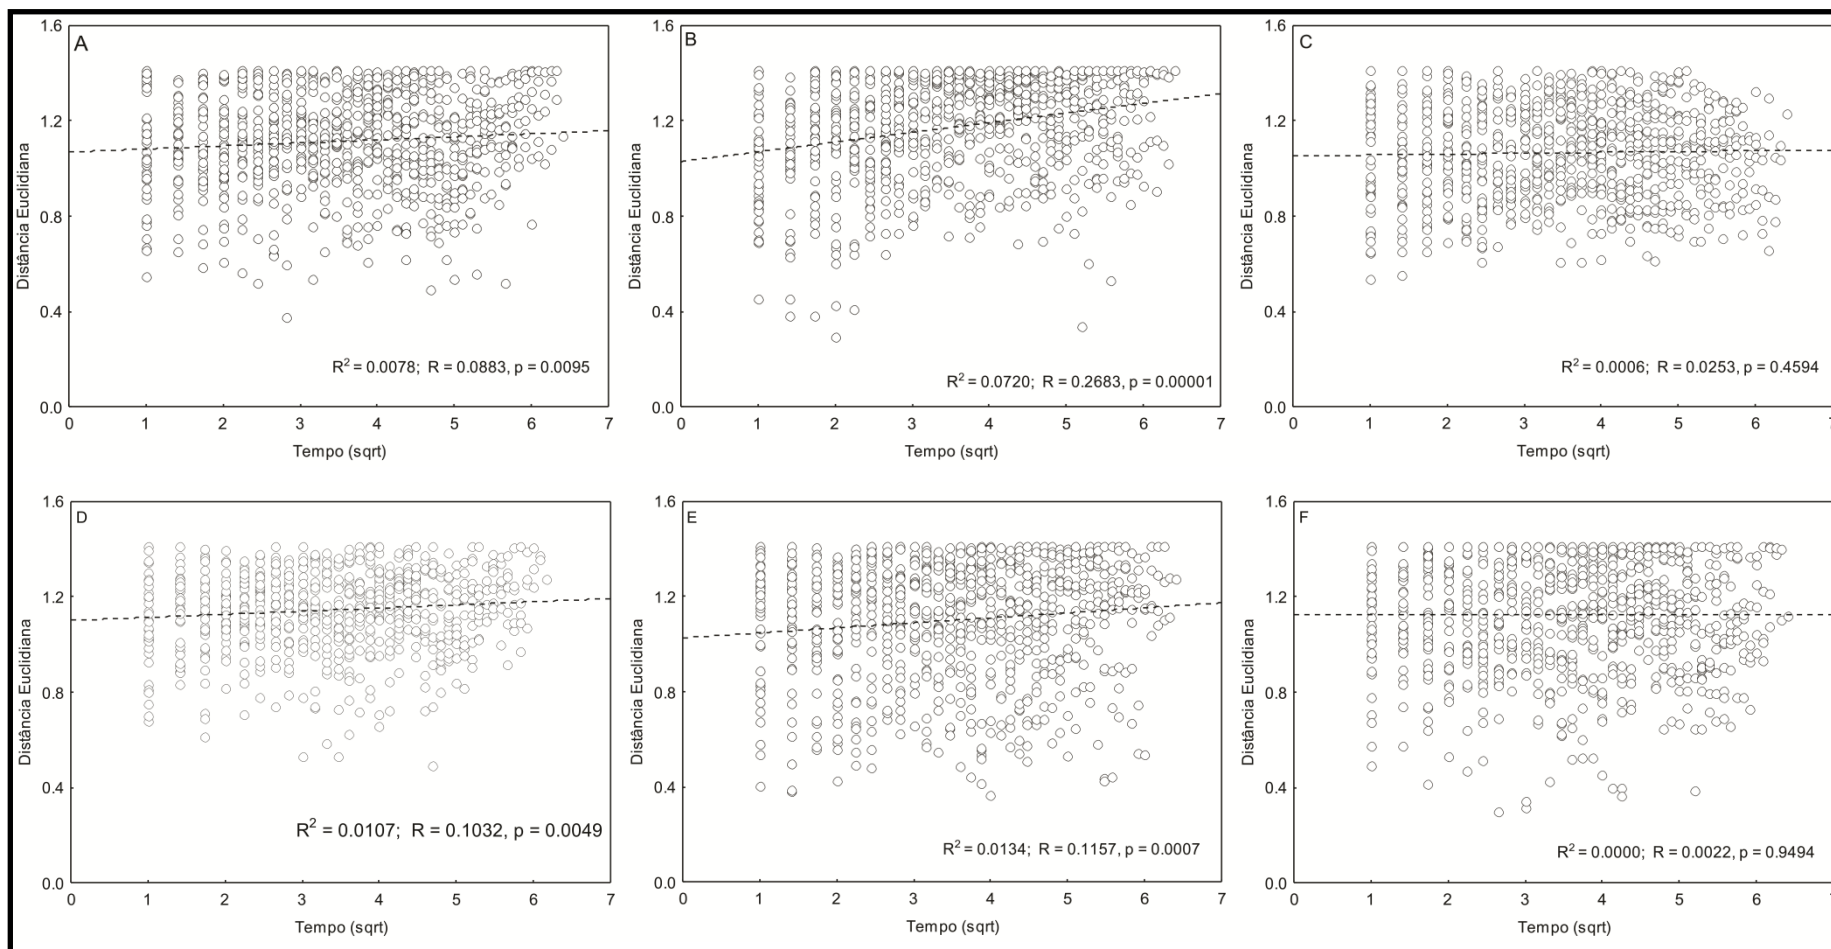 A
1.6
1.2
0.8
0.4
0.0
Distância Euclidiana
R² = 0.0078; R = 0.0883, p = 0.0095
0 1 2 3 4 5 6 7
Tempo (sqrt)
B
1.6
1.2
0.8
0.4
0.0
Distância Euclidiana
R² = 0.0720; R = 0.2683, p = 0.00001
0 1 2 3 4 5 6 7
Tempo (sqrt)
C
1.6
1.2
0.8
0.4
0.0
Distância Euclidiana
R² = 0.0006; R = 0.0253, p = 0.4594
0 1 2 3 4 5 6 7
Tempo (sqrt)
D
1.6
1.2
0.8
0.4
0.0
Distância Euclidiana
R² = 0.0107; R = 0.1032, p = 0.0049
0 1 2 3 4 5 6 7
Tempo (sqrt)
E
1.6
1.2
0.8
0.4
0.0
Distância Euclidiana
R² = 0.0134; R = 0.1157, p = 0.0007
0 1 2 3 4 5 6 7
Tempo (sqrt)
F
1.6
1.2
0.8
0.4
0.0
Distância Euclidiana
R² = 0.0000; R = 0.0022, p = 0.9494
0 1 2 3 4 5 6 7
Tempo (sqrt)